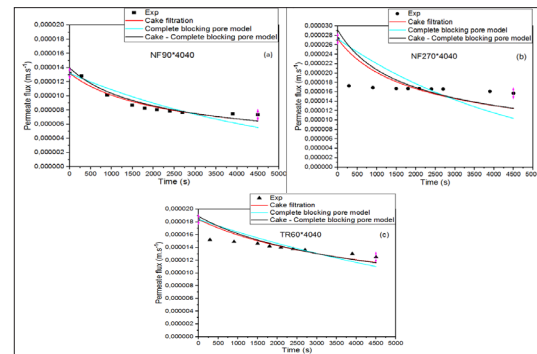 Exp
Cake filtration
Complete blocking pore model
Cake - Complete blocking pore model
NF90*4040
(a)
Permeate flux (m.s-1)
0,000018
0,000016
0,000014
0,000012
0,000010
0,000008
0,000006
0,000004
0,000002
0,000000
0 500 1000 1500 2000 2500 3000 3500 4000 4500 5000
Time (s)
Exp
Cake filtration
Complete blocking pore model
Cake - Complete blocking pore model
NF270*4040
(b)
Permeate flux (m.s-1)
0,000030
0,000028
0,000026
0,000024
0,000022
0,000020
0,000018
0,000016
0,000014
0,000012
0,000010
0,000008
0,000006
0,000004
0,000002
0,000000
0 500 1000 1500 2000 2500 3000 3500 4000 4500 5000
Time (s)
Exp
Cake filtration
Complete blocking pore model
Cake - Complete blocking pore model
TR60*4040
(c)
Permeate flux (m.s-1)
0,000020
0,000018
0,000016
0,000014
0,000012
0,000010
0,000008
0,000006
0,000004
0,000002
0,000000
0 500 1000 1500 2000 2500 3000 3500 4000 4500 5000
Time (s)